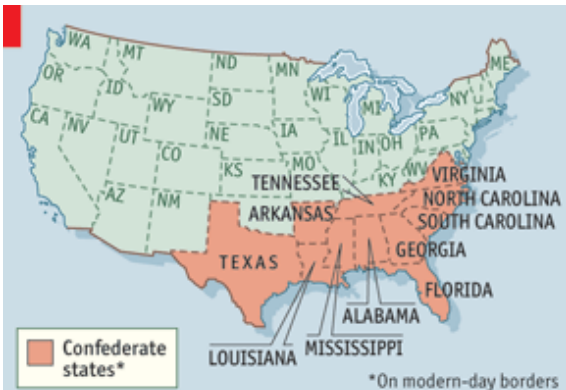 WA
MT
ND
MN
ME
OR
ID
SD
WI
MI
NY
WY
CA
NV
NE
IA
IL
IN
OH
PA
UT
CO
KS
MO
KY
WV
AZ
NM
TENNESSEE
VIRGINIA
ARKANSAS
NORTH CAROLINA
SOUTH CAROLINA
TEXAS
GEORGIA
FLORIDA
ALABAMA
LOUISIANA
MISSISSIPPI
Confederate
states*
*On modern-day borders